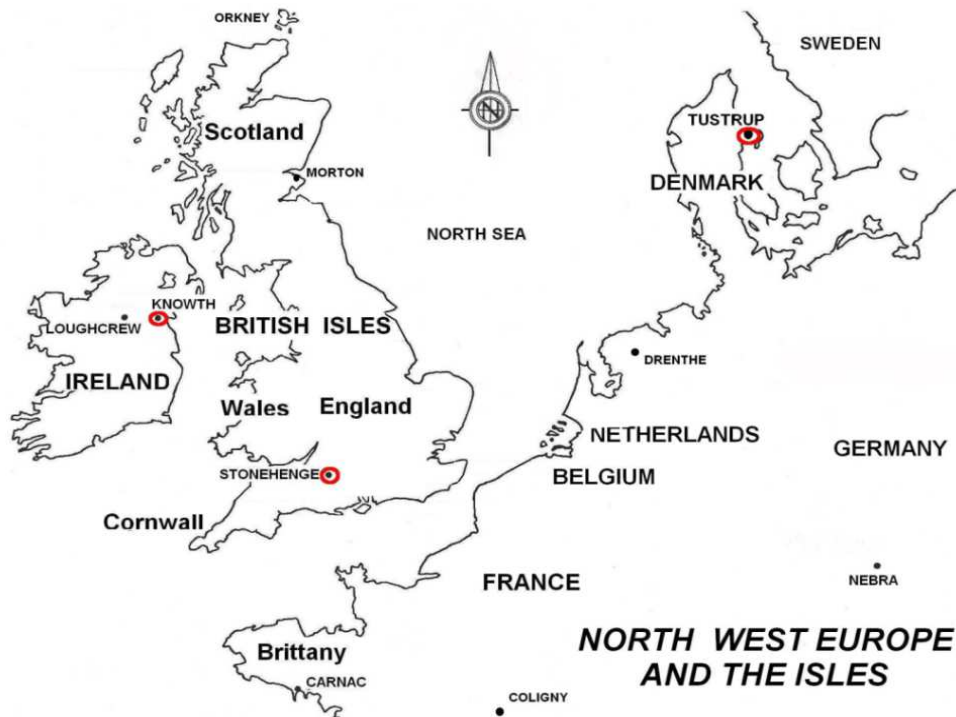 ORKNEY
SWEDEN
Scotland
TUSTRUP
MORTON
DENMARK
NORTH SEA
KNOWTH
LOUGHCREW
BRITISH ISLES
DRENTHE
IRELAND
Wales
England
NETHERLANDS
GERMANY
STONEHENGE
BELGIUM
Cornwall
FRANCE
NEBRA
NORTH WEST EUROPE
AND THE ISLES
Brittany
CARNAC
COLIGNY
N